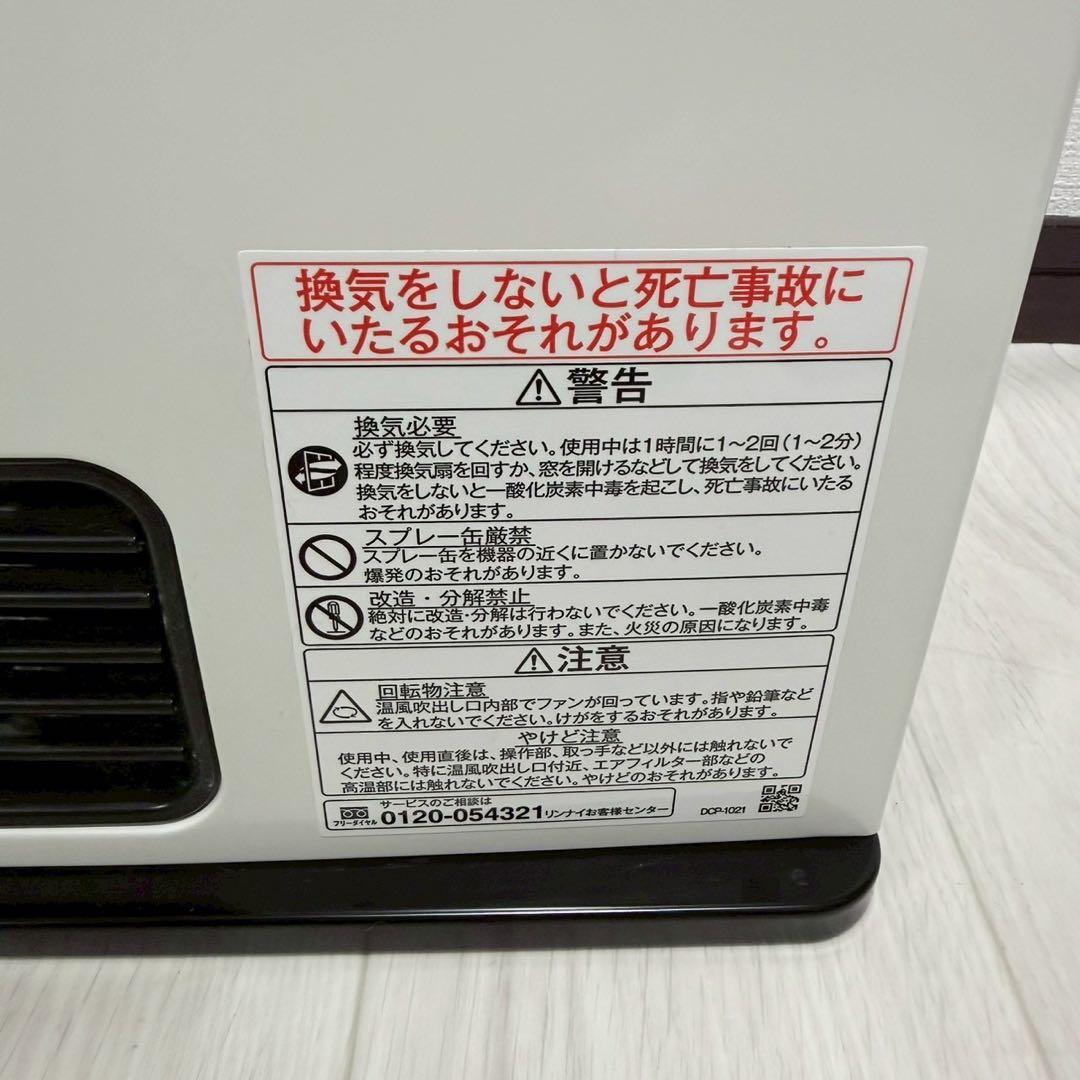 換気をしないと死亡事故に
いたるおそれがあります。
警告
換気必要
必ず換気してください。使用中は1時間に1〜2回(1〜2分)
程度換気扇を回すか、窓を開けるなどして換気をしてください。
換気をしないと一酸化炭素中毒を起こし、死亡事故にいたる
おそれがあります。
スプレー缶厳禁
スプレー缶を機器の近くに置かないでください。
爆発のおそれがあります。
改造・分解禁止
絶対に改造・分解は行わないでください。一酸化炭素中毒
などのおそれがあります。また、火災の原因になります。
注意
回転物注意
温風吹出し口内部でファンが回っています。指や鉛筆など
を入れないでください。けがをするおそれがあります。
やけど注意
使用中、使用直後は、操作部、取っ手など以外には触れないで
ください。特に温風吹出し口付近、エアフィルター部などの
高温部には触れないでください。やけどのおそれがあります。
サービスのご相談は
フリーダイヤル 0120-054321 リンナイお客様センター
DCP-1021